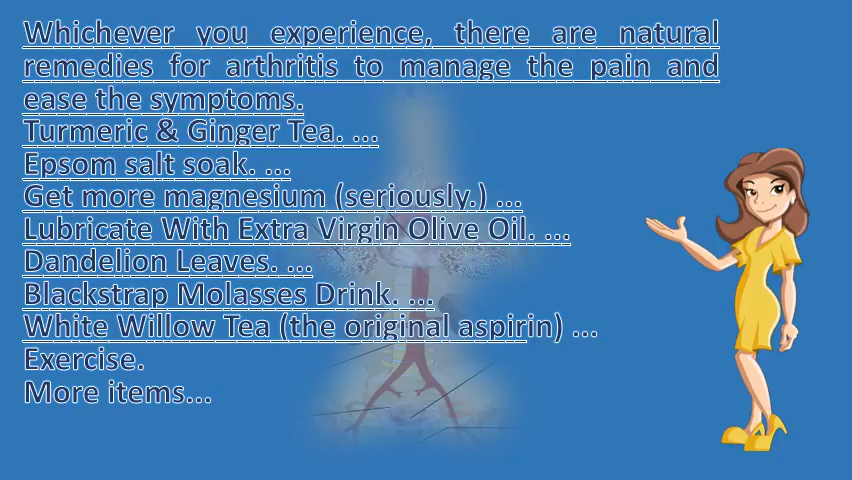 Whichever you experience, there are natural
remedies for arthritis to manage the pain and
ease the symptoms.
Turmeric & Ginger Tea. ...
Epsom salt soak. ...
Get more magnesium (seriously.) ...
Lubricate With Extra Virgin Olive Oil. ...
Dandelion Leaves. ...
Blackstrap Molasses Drink. ...
White Willow Tea (the original aspirin) ...
Exercise.
More items...